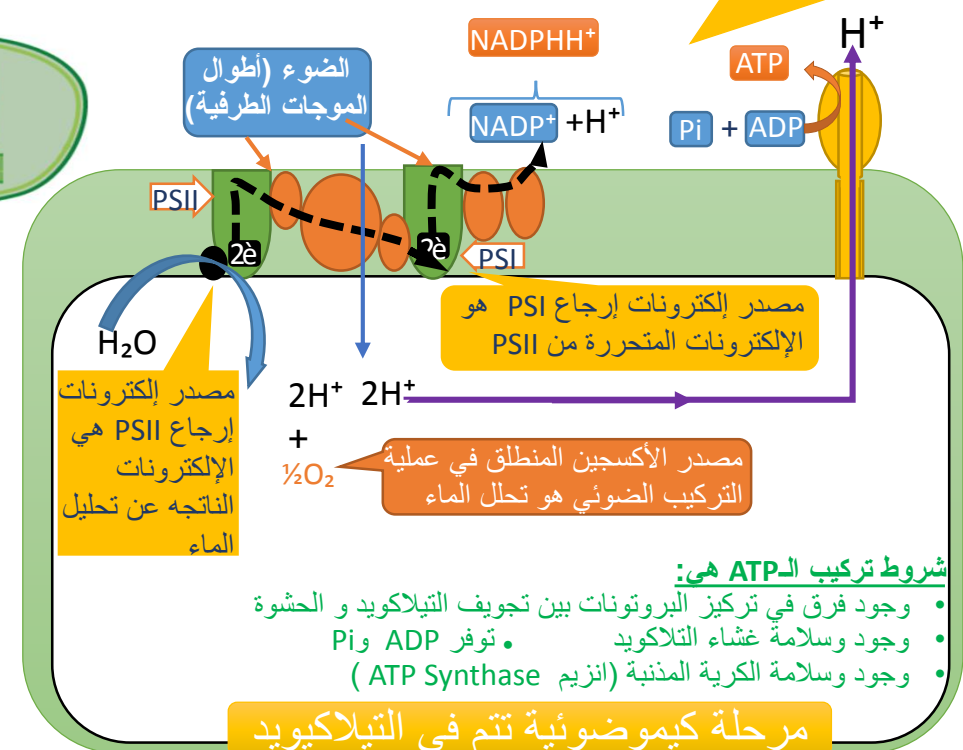 H⁺
NADPHH⁺
ATP
الضوء (أطوال
الموجات الطرفية)
NADP⁺ +H⁺
Pi + ADP
PSII
2è
2è
PSI
مصدر إلكترونات إرجاع PSI هو
الإلكترونات المتحررة من PSII
H₂O
مصدر إلكترونات
إرجاع PSII هي
الإلكترونات
الناتجه عن تحليل
الماء
2H⁺ 2H⁺
+
½O₂
مصدر الأكسجين المنطلق في عملية
التركيب الضوئي هو تحلل الماء
شروط تركيب الـATP هي:
• وجود فرق في تركيز البروتونات بين تجويف التيلاكويد و الحشوة
• وجود وسلامة غشاء التلاكويد • توفر ADP وPi
• وجود وسلامة الكرية المذنبة (انزيم ATP Synthase )
مرحلة كيموضوئية تتم في التيلاكيويد